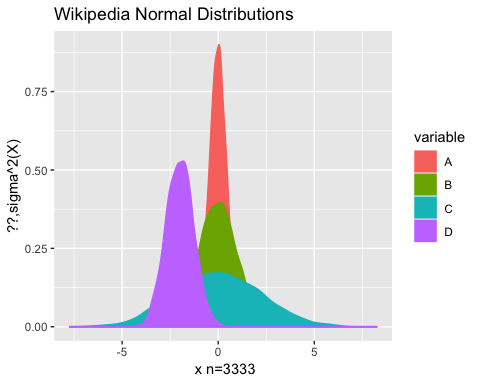 Wikipedia Normal Distributions
??,sigma^2(X)
0.75
0.50
0.25
0.00
-5
0
5
x n=3333
variable
A
B
C
D